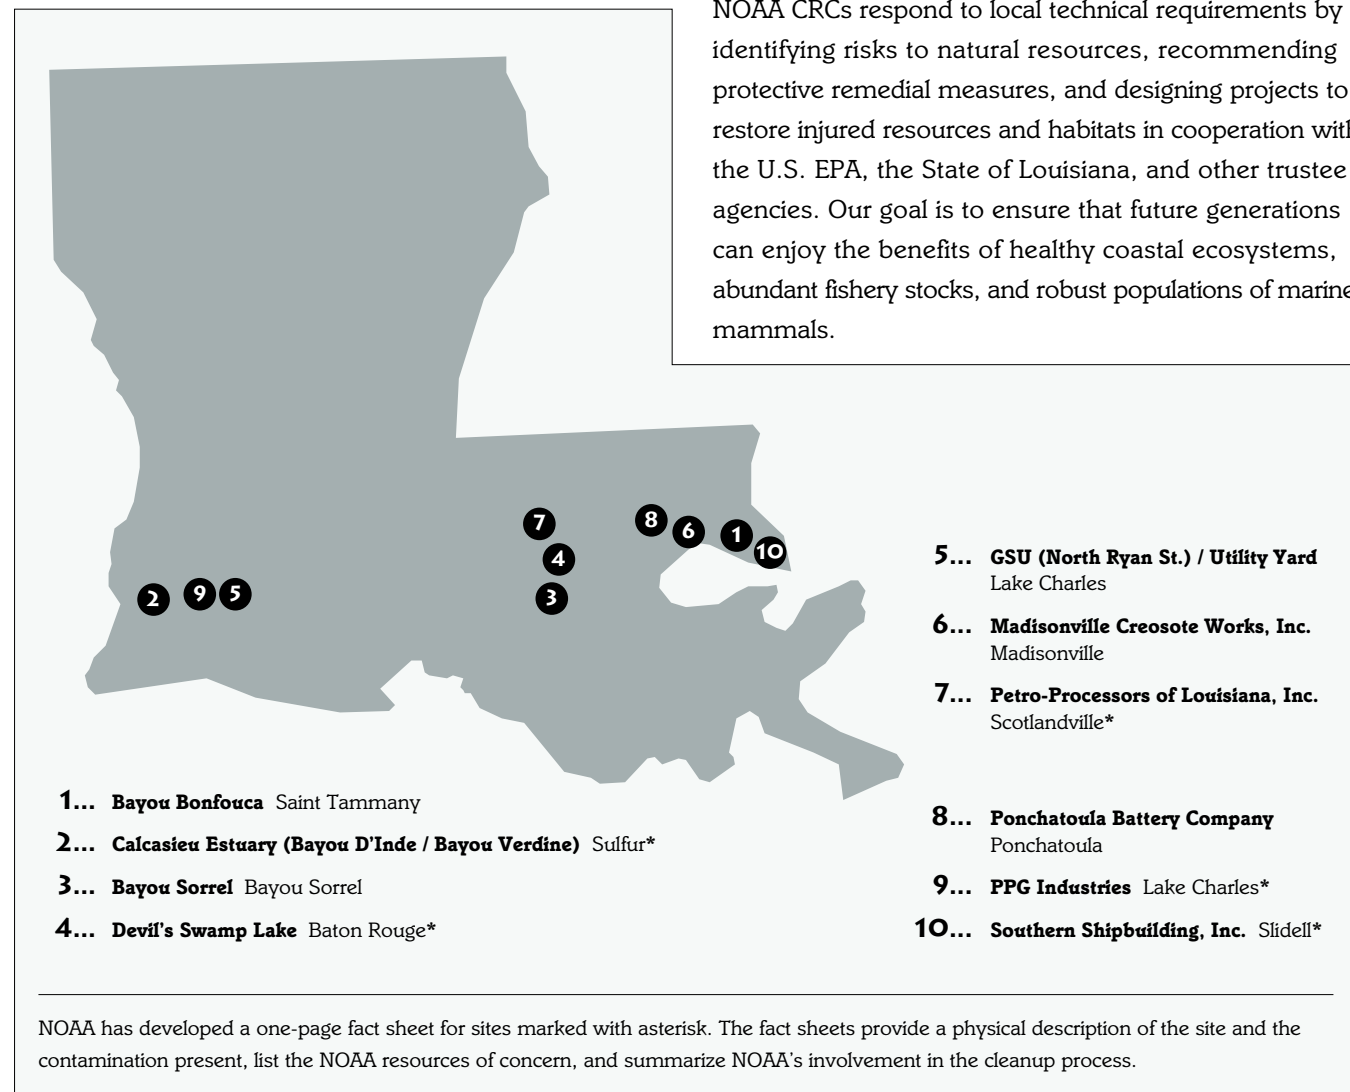 NOAA CRCs respond to local technical requirements by
identifying risks to natural resources, recommending
protective remedial measures, and designing projects to
restore injured resources and habitats in cooperation with
the U.S. EPA, the State of Louisiana, and other trustee
agencies. Our goal is to ensure that future generations
can enjoy the benefits of healthy coastal ecosystems,
abundant fishery stocks, and robust populations of marine
mammals.
7
8
6
1
10
4
3
2
9
5
1... Bayou Bonfouca Saint Tammany
2... Calcasieu Estuary (Bayou D'Inde / Bayou Verdine) Sulfur*
3... Bayou Sorrel Bayou Sorrel
4... Devil's Swamp Lake Baton Rouge*
5... GSU (North Ryan St.) / Utility Yard
Lake Charles
6... Madisonville Creosote Works, Inc.
Madisonville
7... Petro-Processors of Louisiana, Inc.
Scotlandville*
8... Ponchatoula Battery Company
Ponchatoula
9... PPG Industries Lake Charles*
10... Southern Shipbuilding, Inc. Slidell*
NOAA has developed a one-page fact sheet for sites marked with asterisk. The fact sheets provide a physical description of the site and the
contamination present, list the NOAA resources of concern, and summarize NOAA's involvement in the cleanup process.